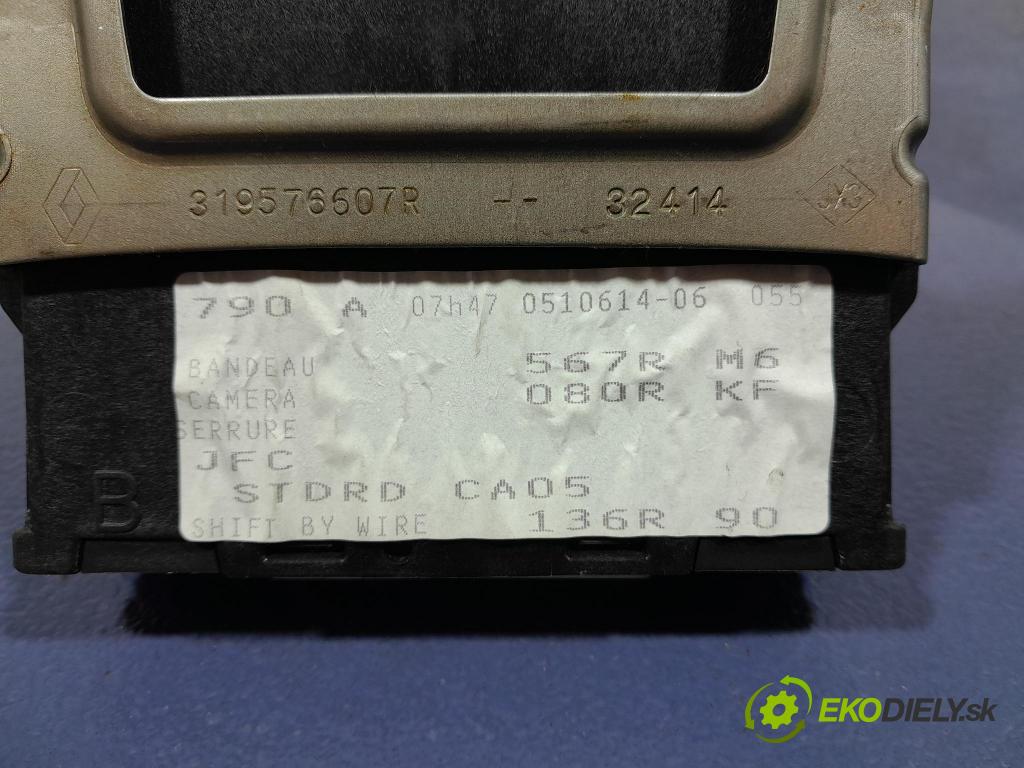 319576607R -- 32414 3X3
790 A 07h47 0510614-06 055
BANDEAU 567R M6
CAMERA 080R KF
SERRURE
JFC
STDRD CA05
SHIFT BY WIRE 136R 90
B
EKODIELY.sk